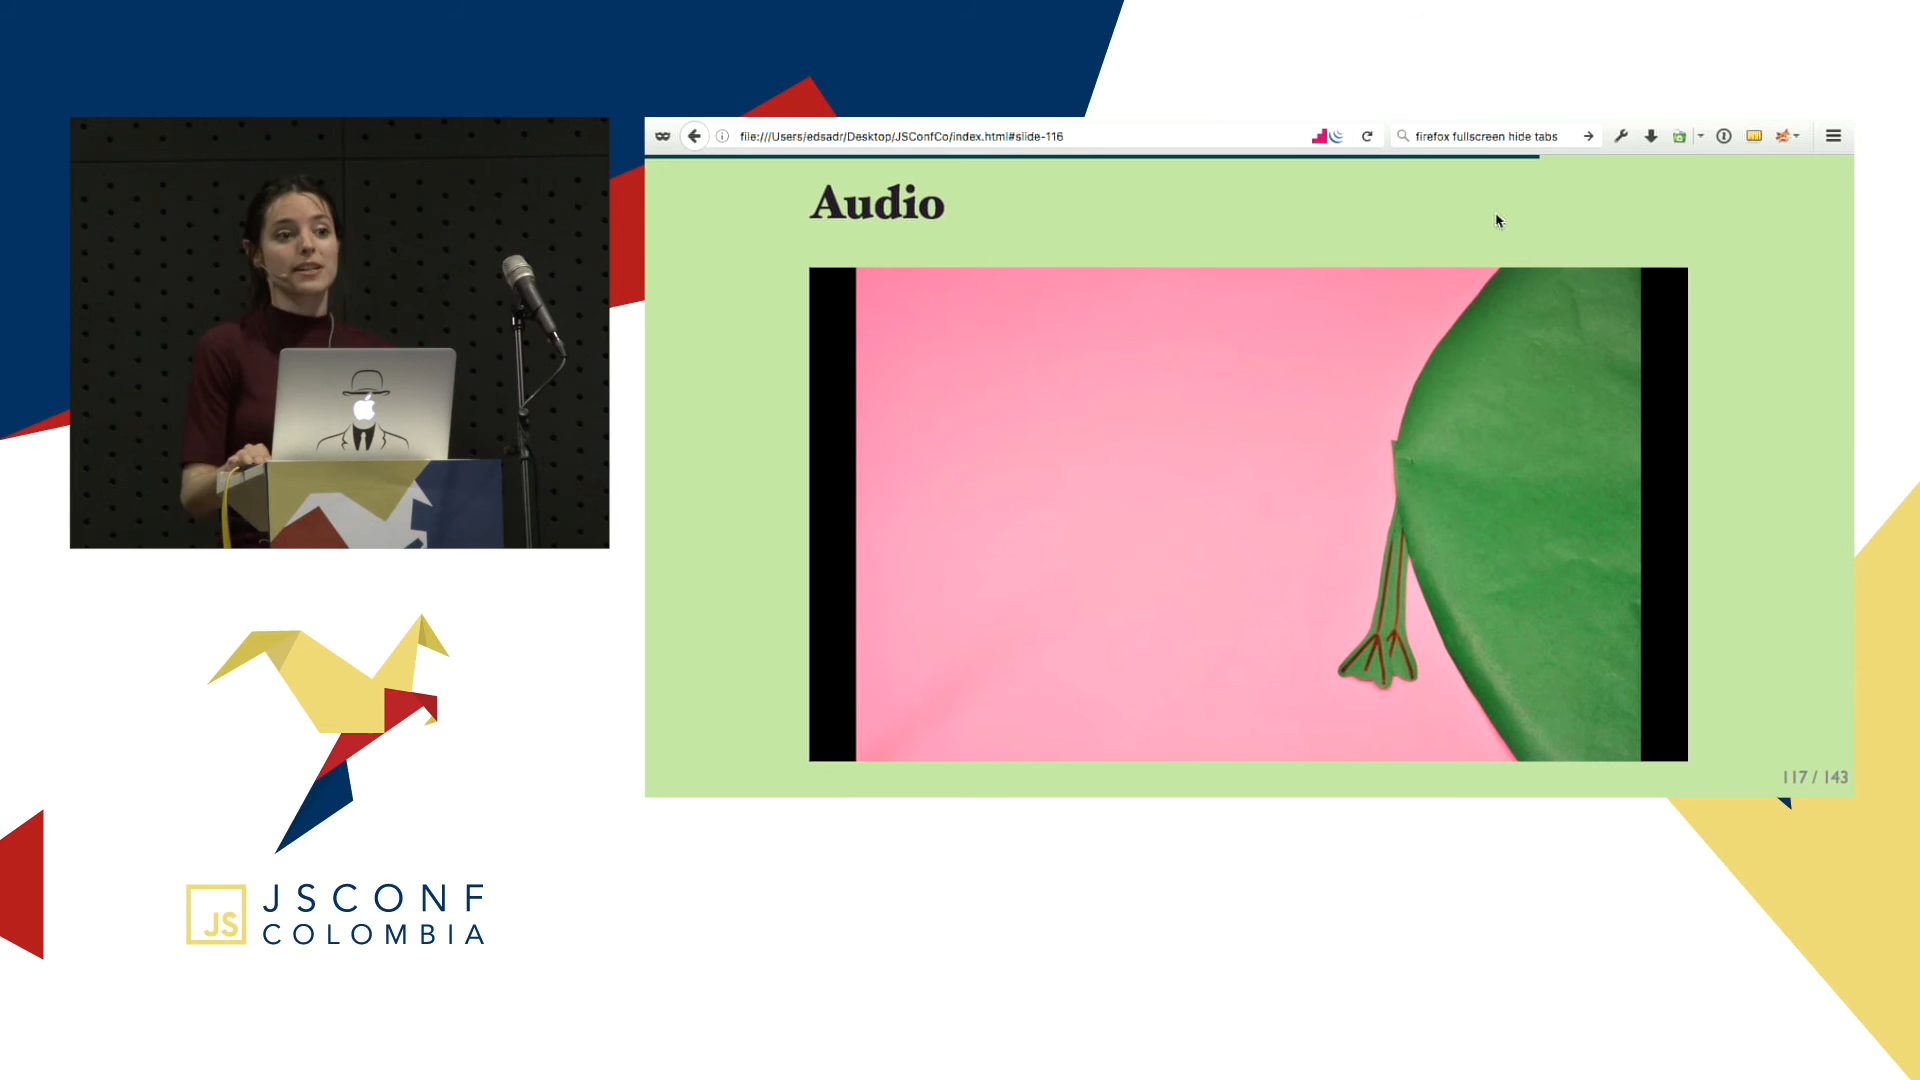 file:///Users/edsadr/Desktop/JSConfCo/index.html#slide-116
firefox fullscreen hide tabs
Audio
117 / 143
JS
JSCONF
COLOMBIA